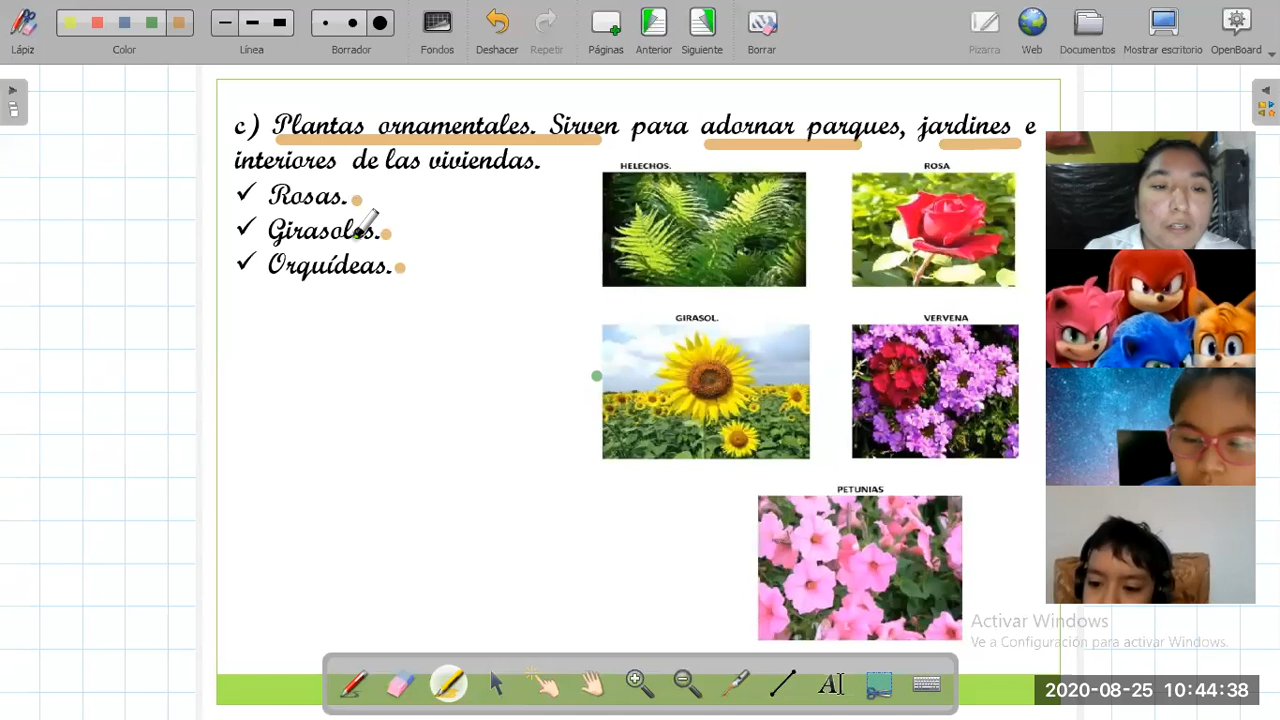 Lápiz
Color
Línea
Borrador
Fondos
Deshacer
Repetir
Páginas
Anterior
Siguiente
Borrar
Pizarra
Web
Documentos
Mostrar escritorio
OpenBoard
c) Plantas ornamentales. Sirven para adornar parques, jardines e
interiores de las viviendas.
✓ Rosas.
✓ Girasoles.
✓ Orquídeas.
HELECHOS.
ROSA
GIRASOL.
VERVENA
PETUNIAS
Activar Windows
Ve a Configuración para activar Windows.
AI
2020-08-25 10:44:38